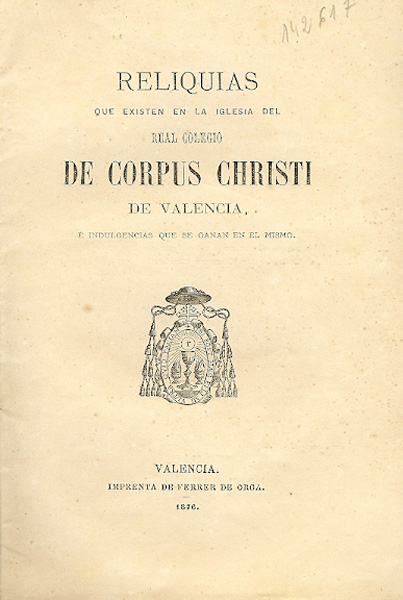 142617
RELIQUIAS
QUE EXISTEN EN LA IGLESIA DEL
REAL COLEGIO
DE CORPUS CHRISTI
DE VALENCIA,
É INDULGENCIAS QUE SE GANAN EN EL MISMO.
VALENCIA.
IMPRENTA DE FERRER DE ORGA.
1876.